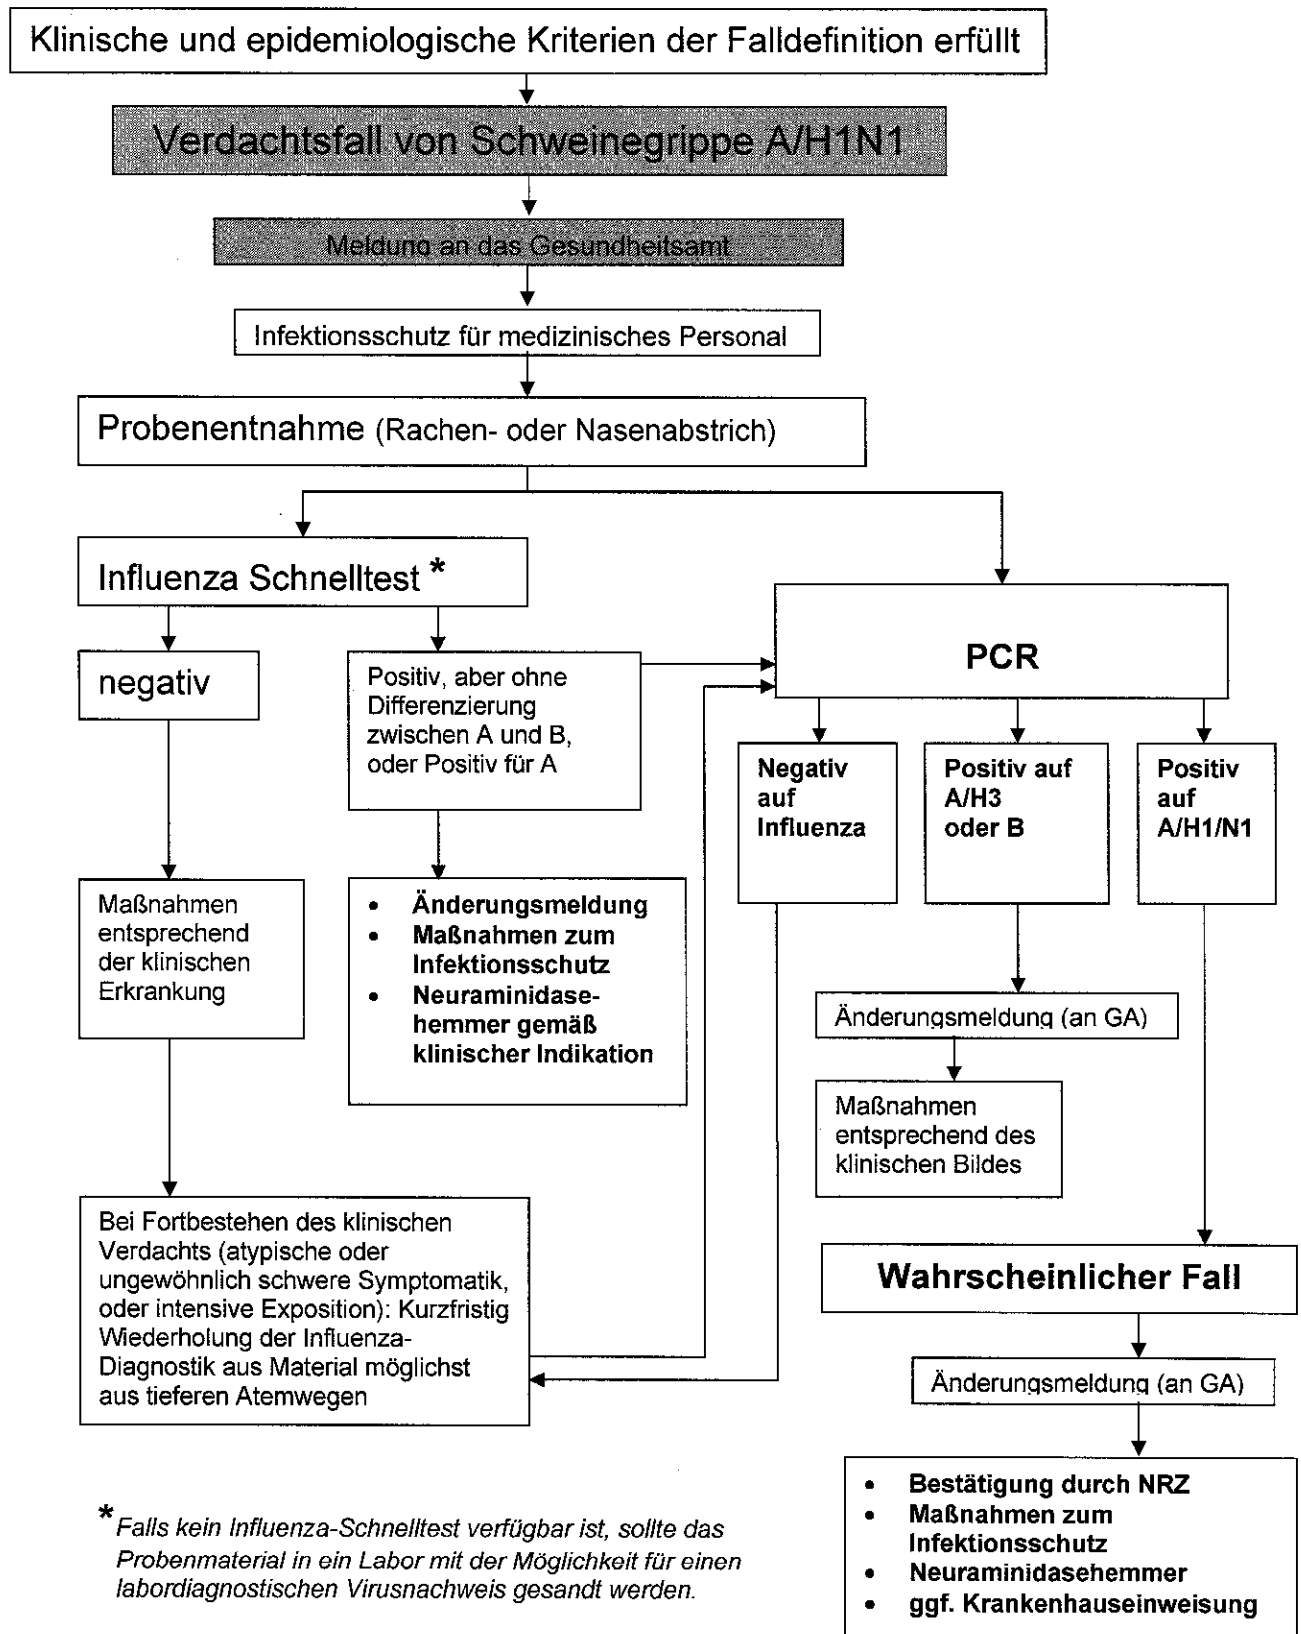 Klinische und epidemiologische Kriterien der Falldefinition erfüllt
Verdachtsfall von Schweinegrippe A/H1N1
Meldung an das Gesundheitsamt
Infektionsschutz für medizinisches Personal
Probenentnahme (Rachen- oder Nasenabstrich)
Influenza Schnelltest *
negativ
Positiv, aber ohne
Differenzierung
zwischen A und B,
oder Positiv für A
PCR
Negativ
auf
Influenza
Positiv auf
A/H3
oder B
Positiv
auf
A/H1/N1
Maßnahmen
entsprechend
der klinischen
Erkrankung
• Änderungsmeldung
• Maßnahmen zum
Infektionsschutz
• Neuraminidase-
hemmer gemäß
klinischer Indikation
Änderungsmeldung (an GA)
Maßnahmen
entsprechend des
klinischen Bildes
Bei Fortbestehen des klinischen
Verdachts (atypische oder
ungewöhnlich schwere Symptomatik,
oder intensive Exposition): Kurzfristig
Wiederholung der Influenza-
Diagnostik aus Material möglichst
aus tieferen Atemwegen
Wahrscheinlicher Fall
Änderungsmeldung (an GA)
• Bestätigung durch NRZ
• Maßnahmen zum
Infektionsschutz
• Neuraminidasehemmer
• ggf. Krankenhauseinweisung
* Falls kein Influenza-Schnelltest verfügbar ist, sollte das
Probenmaterial in ein Labor mit der Möglichkeit für einen
labordiagnostischen Virusnachweis gesandt werden.